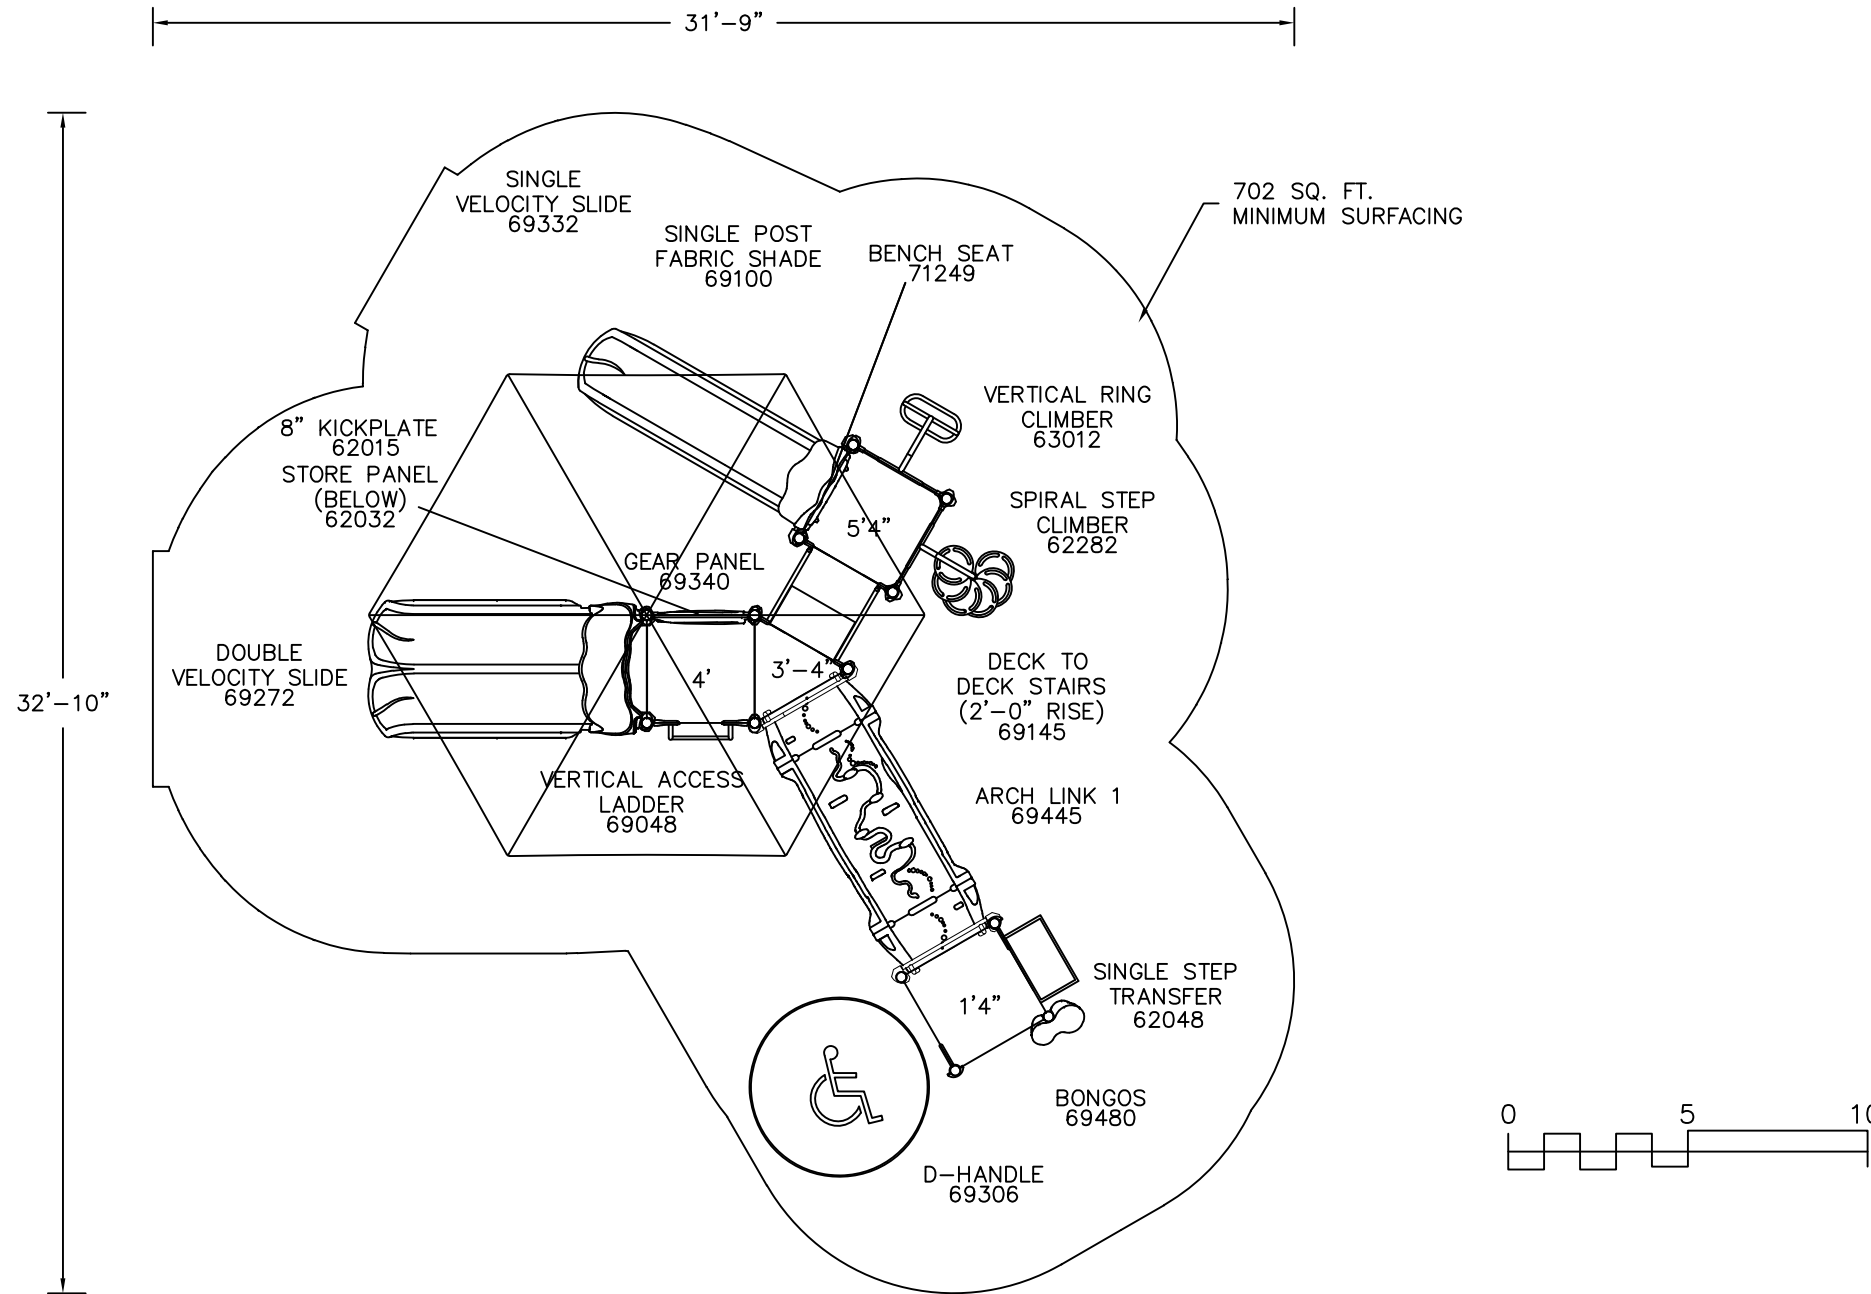 31'-9"
32'-10"
SINGLE
VELOCITY SLIDE
69332
SINGLE POST
FABRIC SHADE
69100
BENCH SEAT
71249
702 SQ. FT.
MINIMUM SURFACING
8" KICKPLATE
62015
STORE PANEL
(BELOW)
62032
VERTICAL RING
CLIMBER
63012
SPIRAL STEP
CLIMBER
62282
5'4"
GEAR PANEL
69340
DOUBLE
VELOCITY SLIDE
69272
4'
3'-4"
DECK TO
DECK STAIRS
(2'-0" RISE)
69145
VERTICAL ACCESS
LADDER
69048
ARCH LINK 1
69445
1'4"
SINGLE STEP
TRANSFER
62048
BONGOS
69480
D-HANDLE
69306
0 5 10